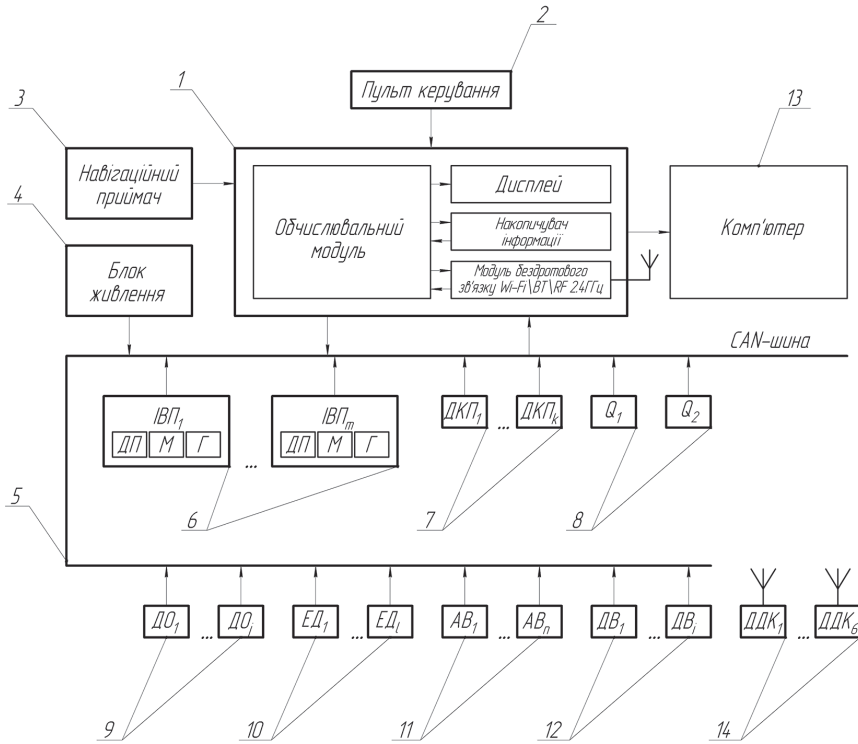 2
Пульт керування
1
3
13
Навігаційний
приймач
Обчислювальний
модуль
Дисплей
Накопичувач
інформації
Модуль бездротового
зв'язку Wi-Fi\BT\RF 2.4ГГц
Комп'ютер
4
Блок
живлення
CAN-шина
ІВП1
ДП М Г
...
ІВПm
ДП М Г
ДКП1 ... ДКПk
Q1
Q2
5
6
7
8
ДО1 ... ДОj
ЕД1 ... ЕДl
АВ1 ... АВn
ДВ1 ... ДВi
ДДК1 ... ДДК6
9
10
11
12
14